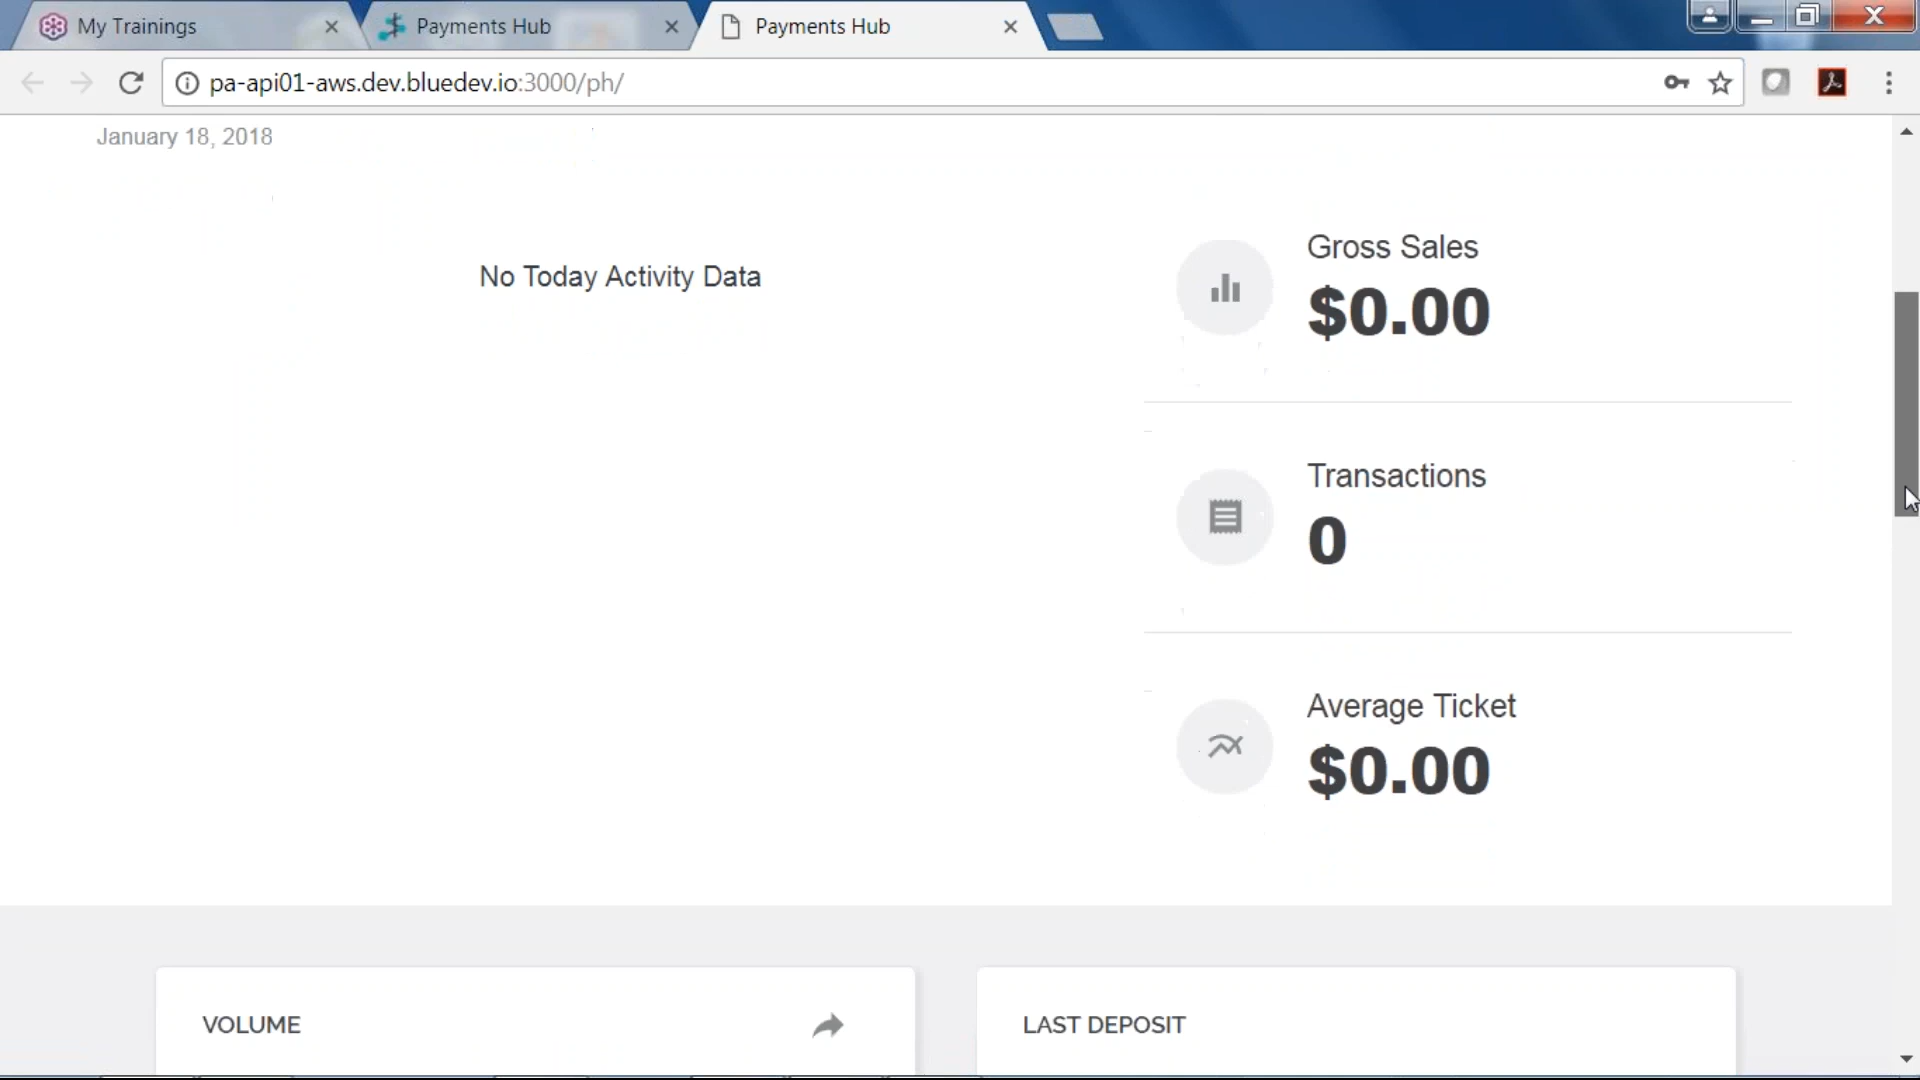 My Trainings
Payments Hub
Payments Hub
pa-api01-aws.dev.bluedev.io:3000/ph/
January 18, 2018
No Today Activity Data
Gross Sales
$0.00
Transactions
0
Average Ticket
$0.00
VOLUME
LAST DEPOSIT